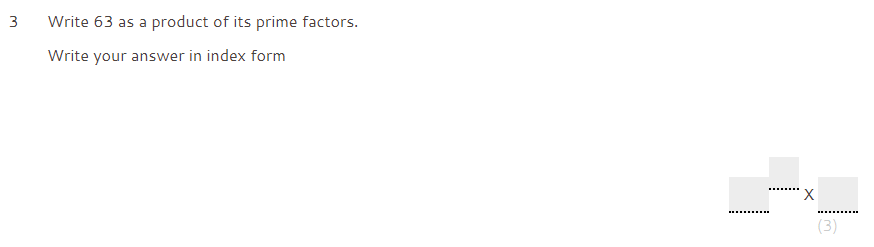 3 Write 63 as a product of its prime factors.
Write your answer in index form
X
(3)